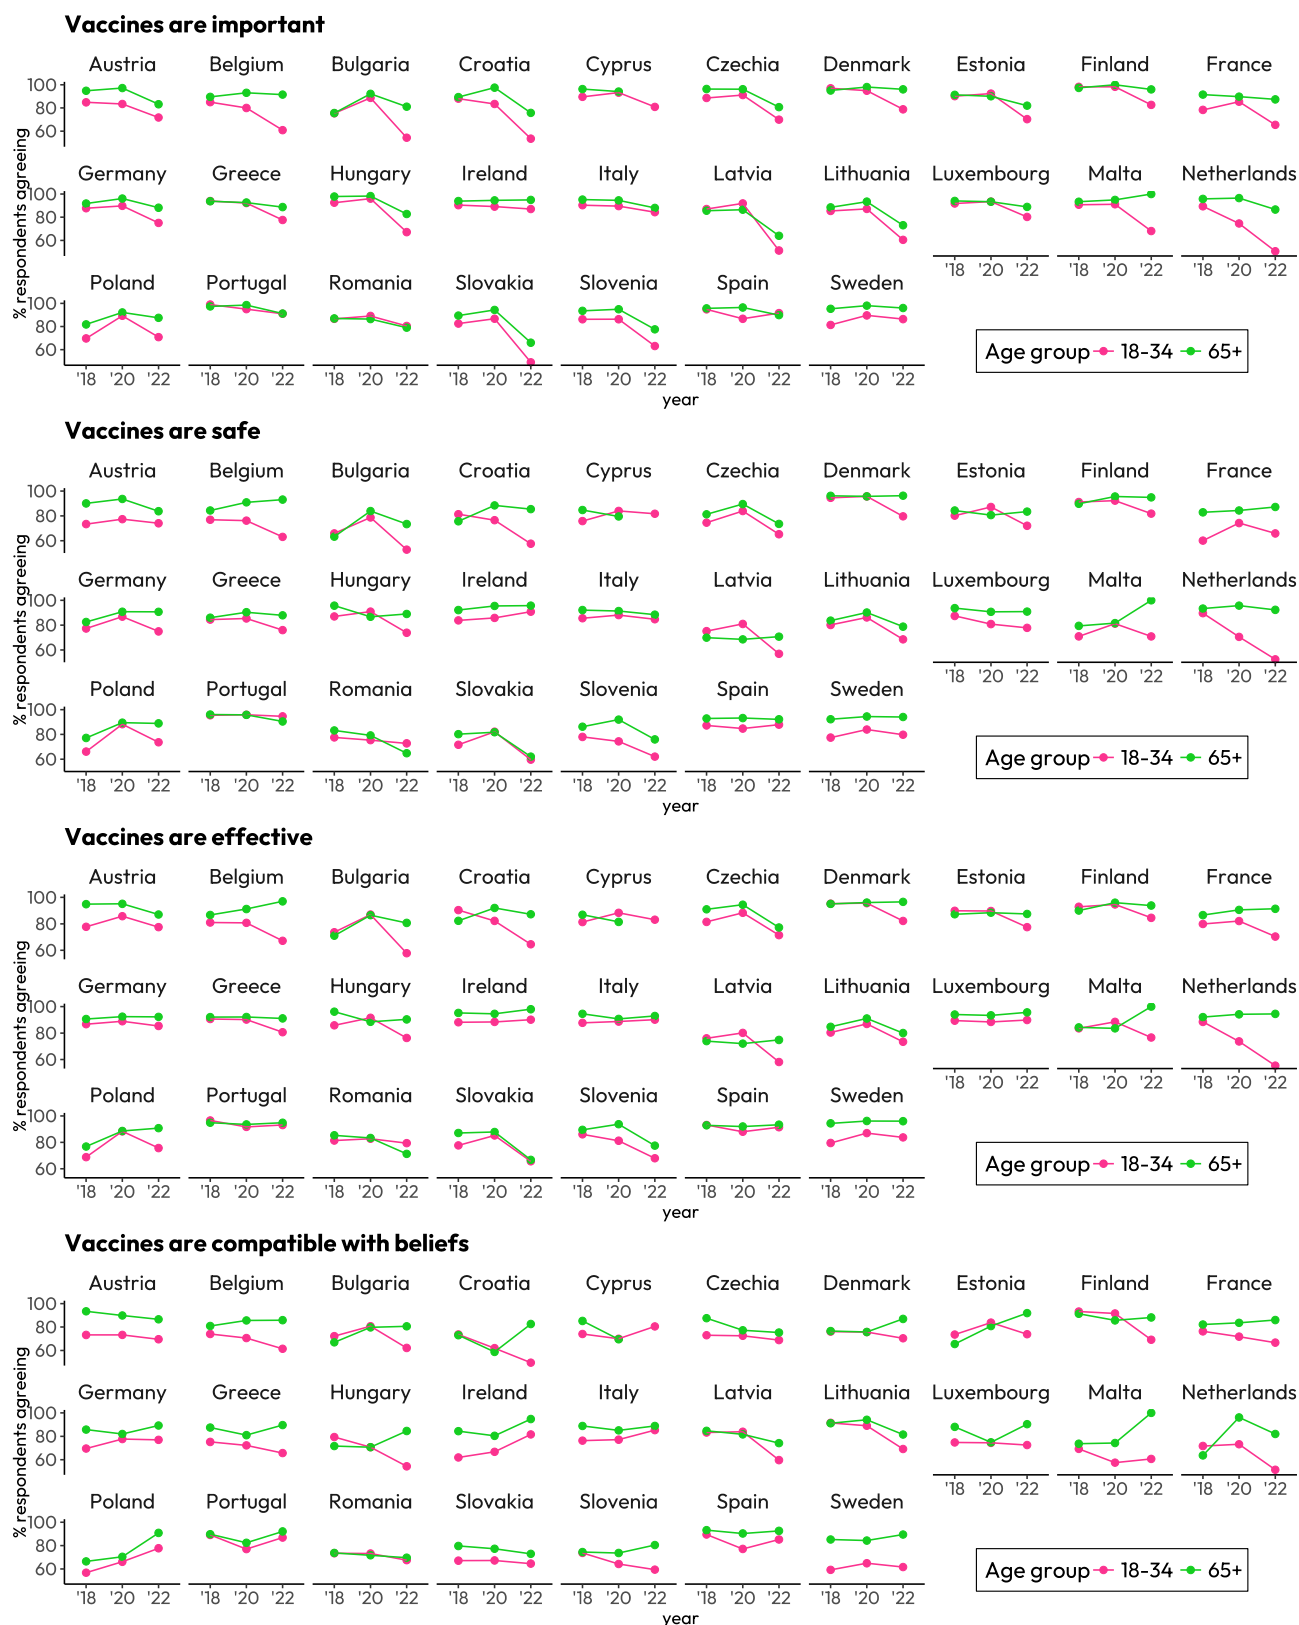 Vaccines are important
Austria Belgium Bulgaria Croatia Cyprus Czechia Denmark Estonia Finland France
100
80
60
Germany Greece Hungary Ireland Italy Latvia Lithuania Luxembourg Malta Netherlands
100
80
60
'18 '20 '22 '18 '20 '22 '18 '20 '22
Poland Portugal Romania Slovakia Slovenia Spain Sweden
100
80
60
'18 '20 '22 '18 '20 '22 '18 '20 '22 '18 '20 '22 '18 '20 '22 '18 '20 '22 '18 '20 '22
% respondents agreeing
year
Age group 18-34 65+
Vaccines are safe
Austria Belgium Bulgaria Croatia Cyprus Czechia Denmark Estonia Finland France
100
80
60
Germany Greece Hungary Ireland Italy Latvia Lithuania Luxembourg Malta Netherlands
100
80
60
'18 '20 '22 '18 '20 '22 '18 '20 '22
Poland Portugal Romania Slovakia Slovenia Spain Sweden
100
80
60
'18 '20 '22 '18 '20 '22 '18 '20 '22 '18 '20 '22 '18 '20 '22 '18 '20 '22 '18 '20 '22
% respondents agreeing
year
Age group 18-34 65+
Vaccines are effective
Austria Belgium Bulgaria Croatia Cyprus Czechia Denmark Estonia Finland France
100
80
60
Germany Greece Hungary Ireland Italy Latvia Lithuania Luxembourg Malta Netherlands
100
80
60
'18 '20 '22 '18 '20 '22 '18 '20 '22
Poland Portugal Romania Slovakia Slovenia Spain Sweden
100
80
60
'18 '20 '22 '18 '20 '22 '18 '20 '22 '18 '20 '22 '18 '20 '22 '18 '20 '22 '18 '20 '22
% respondents agreeing
year
Age group 18-34 65+
Vaccines are compatible with beliefs
Austria Belgium Bulgaria Croatia Cyprus Czechia Denmark Estonia Finland France
100
80
60
Germany Greece Hungary Ireland Italy Latvia Lithuania Luxembourg Malta Netherlands
100
80
60
'18 '20 '22 '18 '20 '22 '18 '20 '22
Poland Portugal Romania Slovakia Slovenia Spain Sweden
100
80
60
'18 '20 '22 '18 '20 '22 '18 '20 '22 '18 '20 '22 '18 '20 '22 '18 '20 '22 '18 '20 '22
% respondents agreeing
year
Age group 18-34 65+